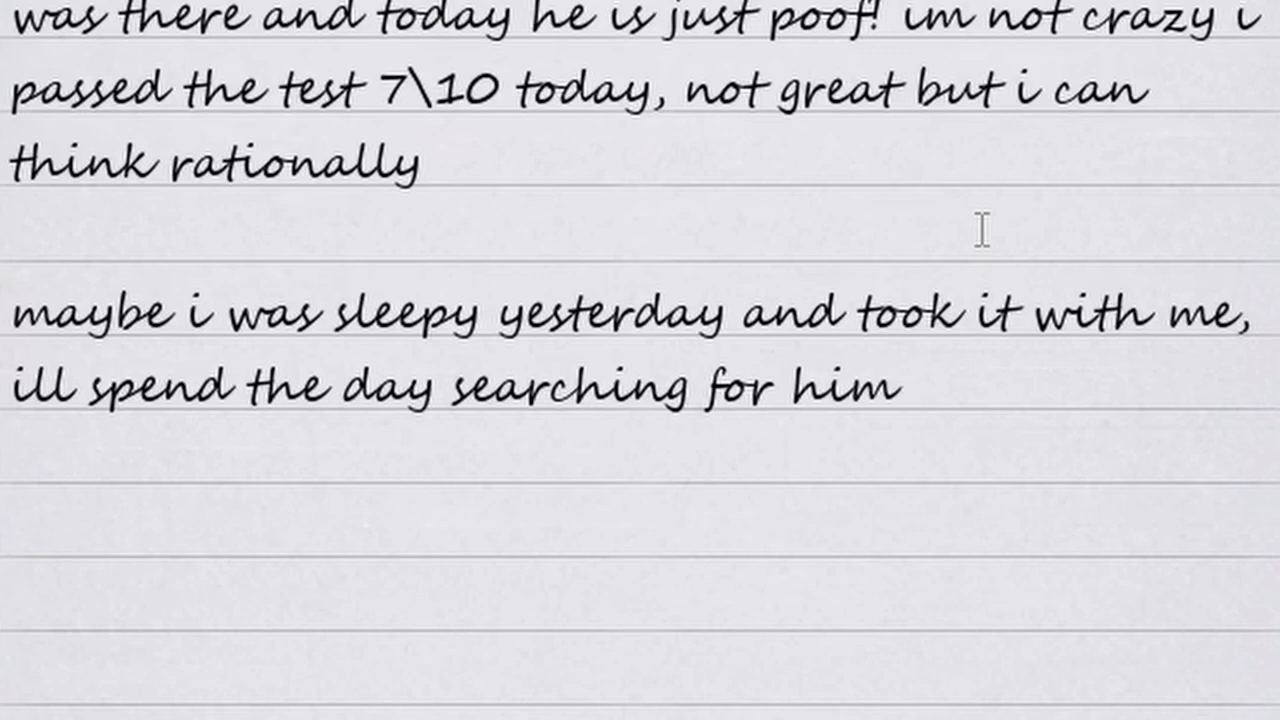 was there and today he is just poof! im not crazy i
passed the test 7\10 today, not great but i can
think rationally
maybe i was sleepy yesterday and took it with me,
ill spend the day searching for him